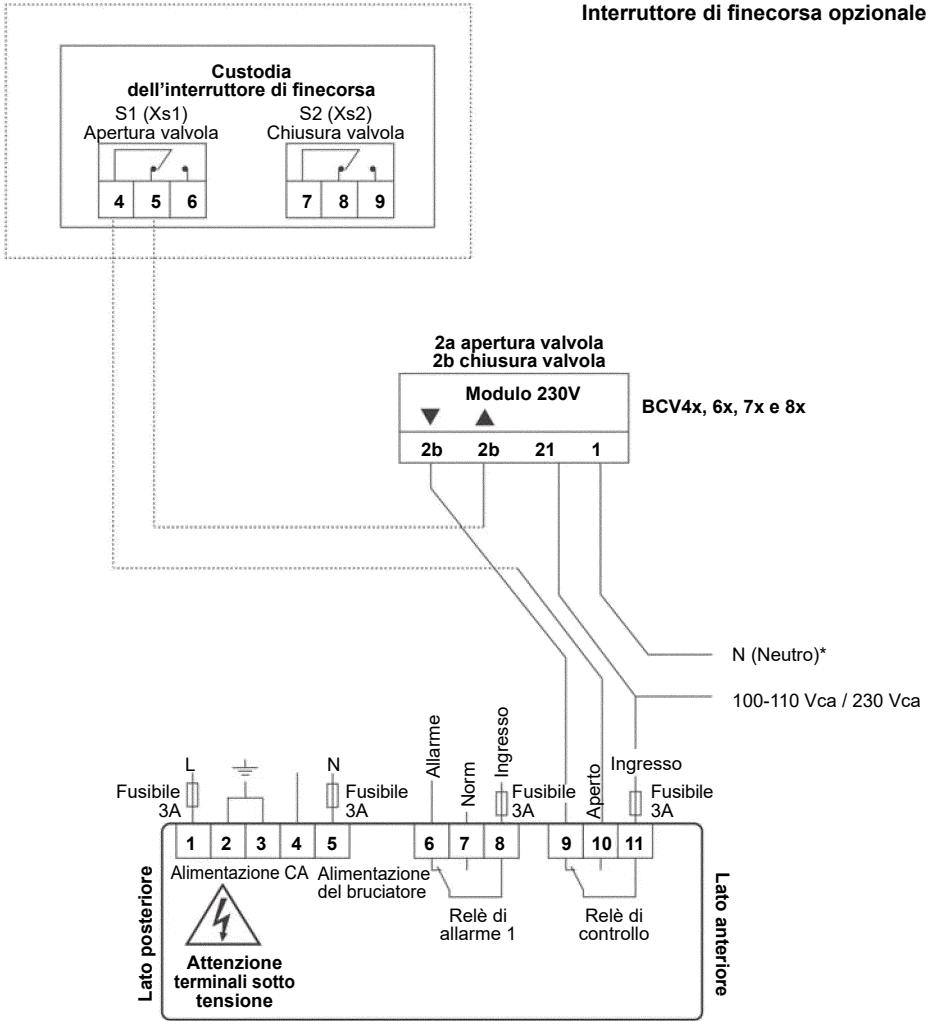 Interruttore di finecorsa opzionale
Custodia
dell'interruttore di finecorsa
S1 (Xs1)
Apertura valvola
S2 (Xs2)
Chiusura valvola
4 5 6
7 8 9
2a apertura valvola
2b chiusura valvola
Modulo 230V
BCV4x, 6x, 7x e 8x
2b 2b 21 1
N (Neutro)*
100-110 Vca / 230 Vca
L
N
Allarme
Norm
Ingresso
Aperto
Ingresso
Fusibile
3A
Fusibile
3A
Fusibile
3A
Fusibile
3A
1 2 3 4 5
6 7 8
9 10 11
Alimentazione CA
Alimentazione
del bruciatore
Relè di
allarme 1
Relè di
controllo
Lato posteriore
Lato anteriore
Attenzione
terminali sotto
tensione